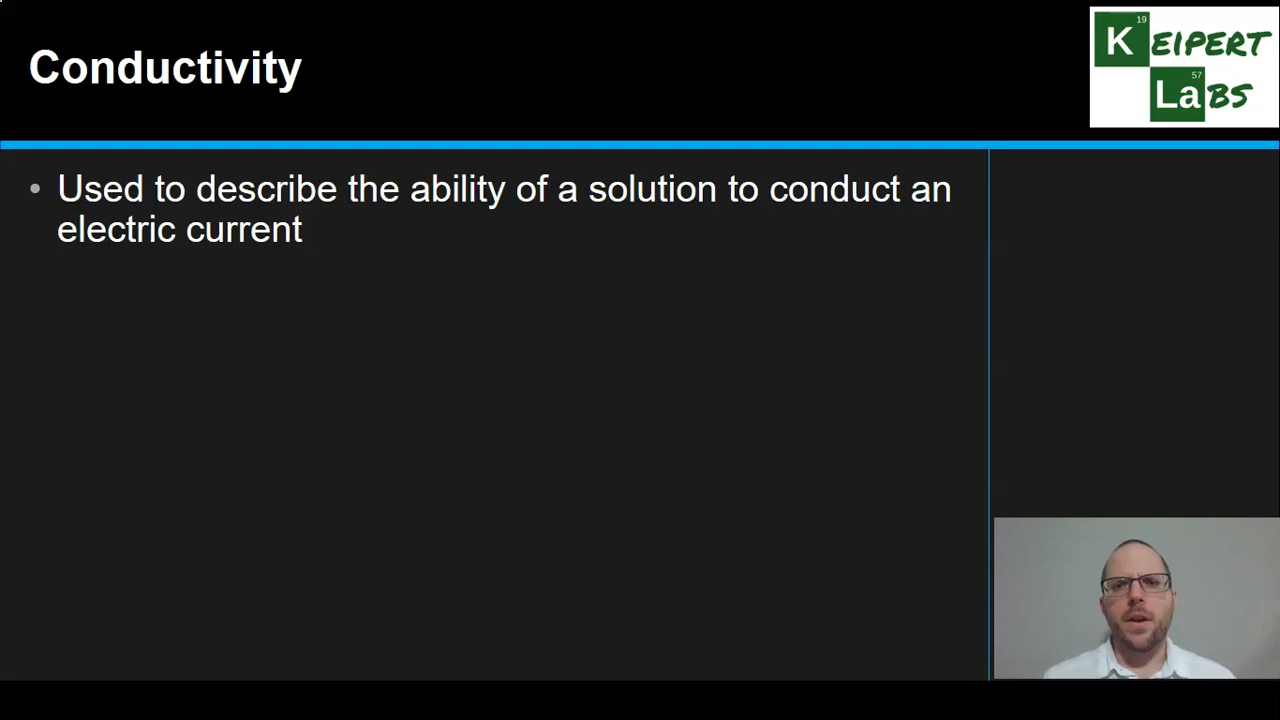 Conductivity
19
K EIPERT
57
La BS
• Used to describe the ability of a solution to conduct an
electric current